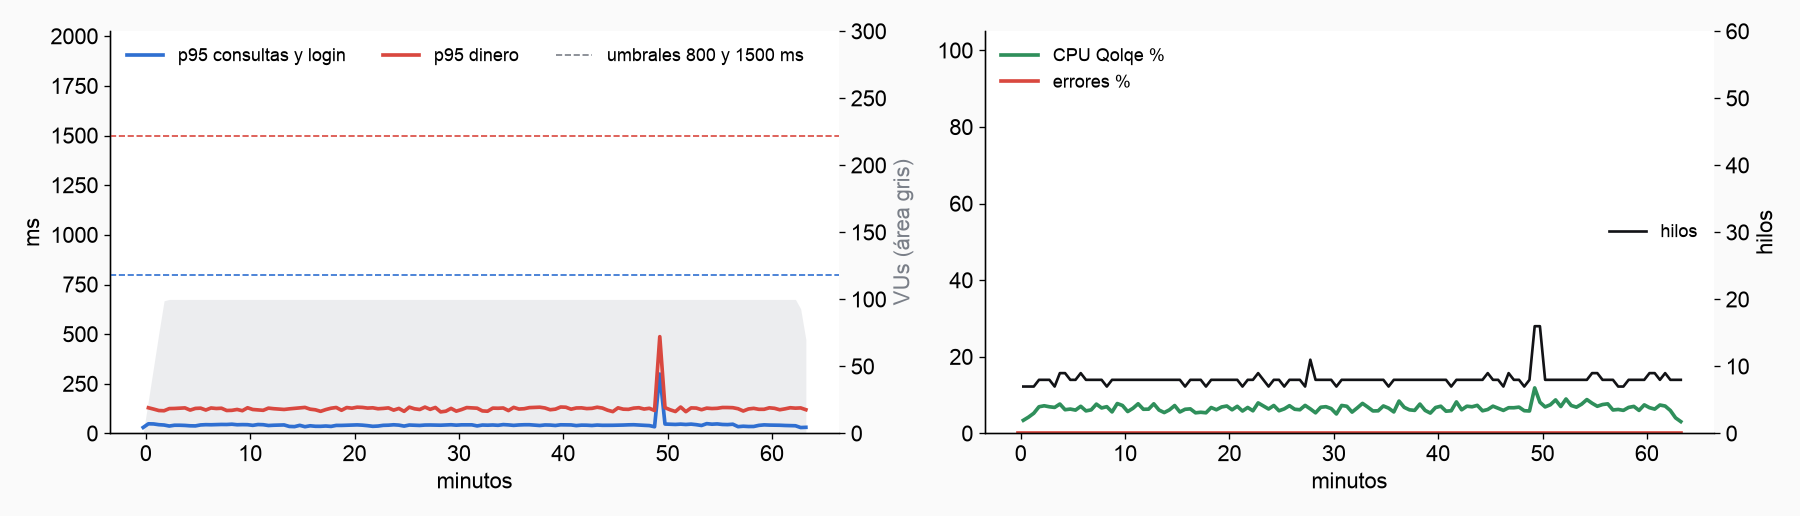 p95 consultas y login
p95 dinero
umbrales 800 y 1500 ms
2000
1750
1500
1250
1000
750
500
250
0
ms
300
250
200
150
100
50
0
VUs (área gris)
0 10 20 30 40 50 60
minutos
CPU Qolqe %
errores %
100
80
60
40
20
0
hilos
60
50
40
30
20
10
0
hilos
0 10 20 30 40 50 60
minutos